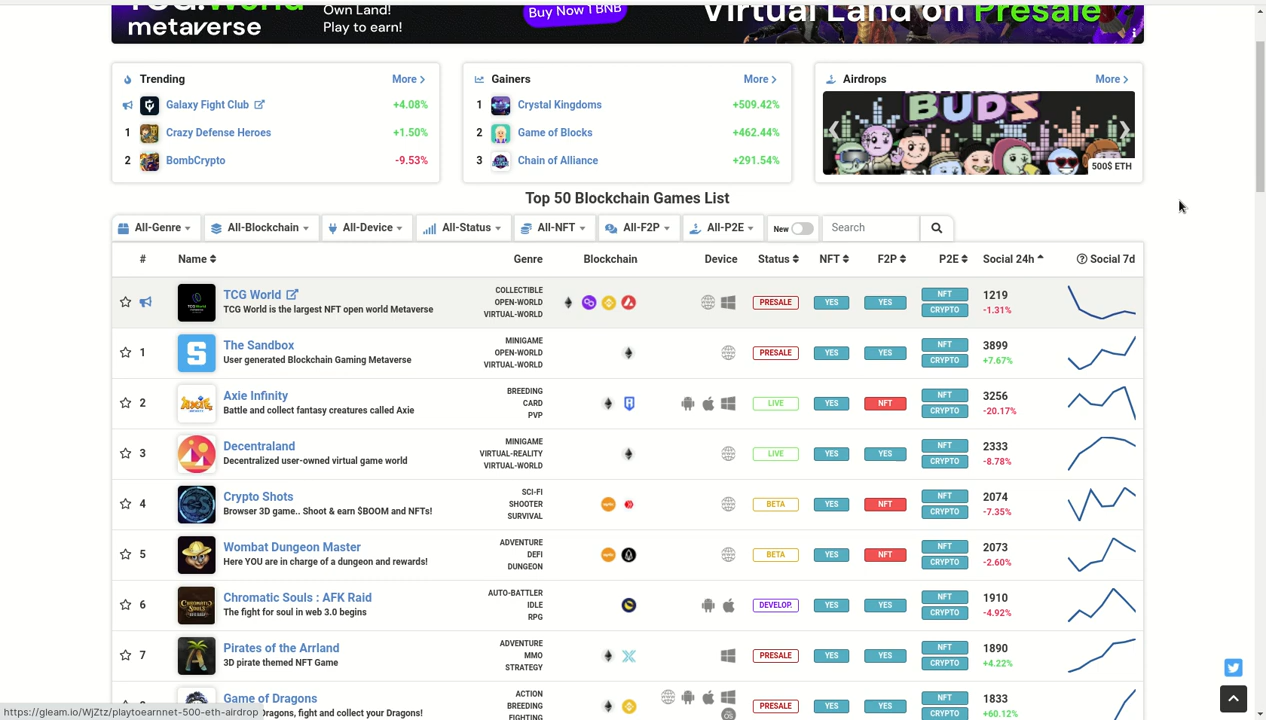 TCG.World
metaverse
Own Land!
Play to earn!
Buy Now 1 BNB
Virtual Land on Presale
Trending
More
Galaxy Fight Club
+4.08%
1 Crazy Defense Heroes +1.50%
2 BombCrypto -9.53%
Gainers
More
1 Crystal Kingdoms +509.42%
2 Game of Blocks +462.44%
3 Chain of Alliance +291.54%
Airdrops
More
BUDS
500$ ETH
Top 50 Blockchain Games List
All-Genre All-Blockchain All-Device All-Status All-NFT All-F2P All-P2E New Search
# Name Genre Blockchain Device Status NFT F2P P2E Social 24h Social 7d
TCG World
TCG World is the largest NFT open world Metaverse
COLLECTIBLE
OPEN-WORLD
VIRTUAL-WORLD
PRESALE YES YES
NFT
CRYPTO
1219
-1.31%
1
The Sandbox
User generated Blockchain Gaming Metaverse
MINIGAME
OPEN-WORLD
VIRTUAL-WORLD
PRESALE YES YES
NFT
CRYPTO
3899
+7.67%
2
Axie Infinity
Battle and collect fantasy creatures called Axie
BREEDING
CARD
PVP
LIVE YES NFT
NFT
CRYPTO
3256
-20.17%
3
Decentraland
Decentralized user-owned virtual game world
MINIGAME
VIRTUAL-REALITY
VIRTUAL-WORLD
LIVE YES YES
NFT
CRYPTO
2333
-8.78%
4
Crypto Shots
Browser 3D game.. Shoot & earn $BOOM and NFTs!
SCI-FI
SHOOTER
SURVIVAL
BETA YES NFT
NFT
CRYPTO
2074
-7.35%
5
Wombat Dungeon Master
Here YOU are in charge of a dungeon and rewards!
ADVENTURE
DEFI
DUNGEON
BETA YES NFT
NFT
CRYPTO
2073
-2.60%
6
Chromatic Souls : AFK Raid
The fight for soul in web 3.0 begins
AUTO-BATTLER
IDLE
RPG
DEVELOP. YES YES
NFT
CRYPTO
1910
-4.92%
7
Pirates of the Arrland
3D pirate themed NFT Game
ADVENTURE
MMO
STRATEGY
PRESALE YES YES
NFT
CRYPTO
1890
+4.22%
Game of Dragons
ragons, fight and collect your Dragons!
ACTION
BREEDING
FIGHTING
PRESALE YES YES
NFT
CRYPTO
1833
+60.12%
https://gleam.io/WjZtz/playtoearnnet-500-eth-airdrop